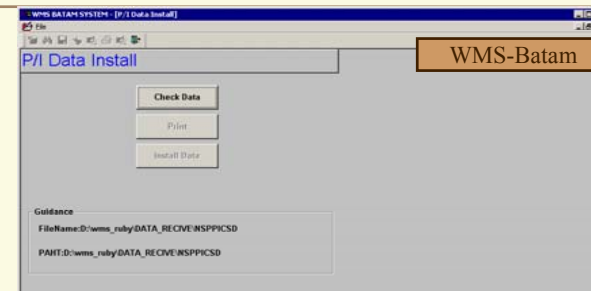 WMS BATAM SYSTEM - [P/I Data Install]
File
P/I Data Install
WMS-Batam
Check Data
Print
Install Data
Guidance
FileName:D:\wms_ruby\DATA_RECIVE\NSPPICSD
PAHT:D:\wms_ruby\DATA_RECIVE\NSPPICSD